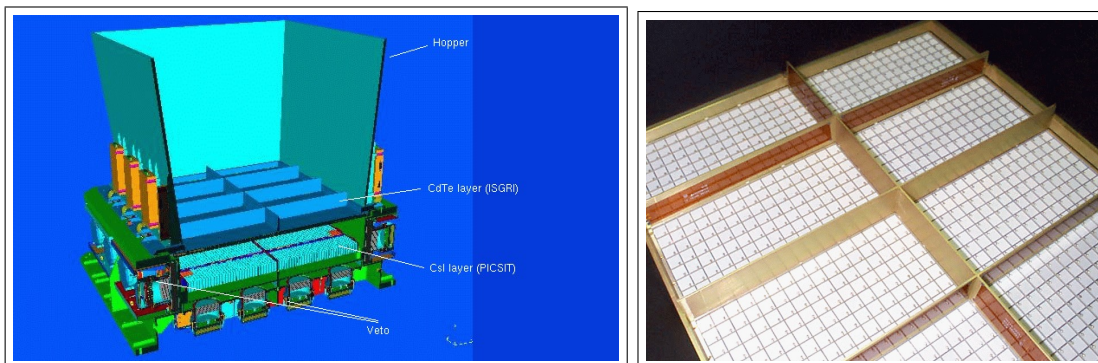 Hopper
CdTe layer (ISGRI)
CsI layer (PICSIT)
Veto